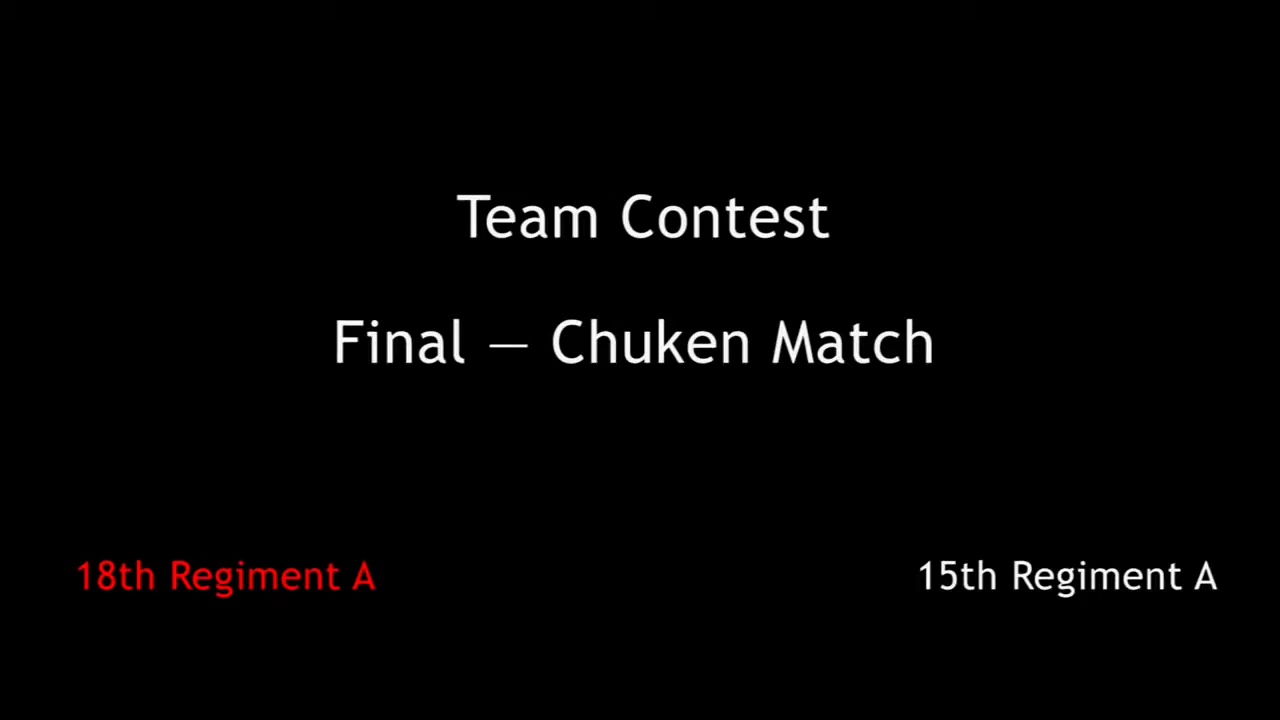 Team Contest
Final — Chuken Match
18th Regiment A
15th Regiment A